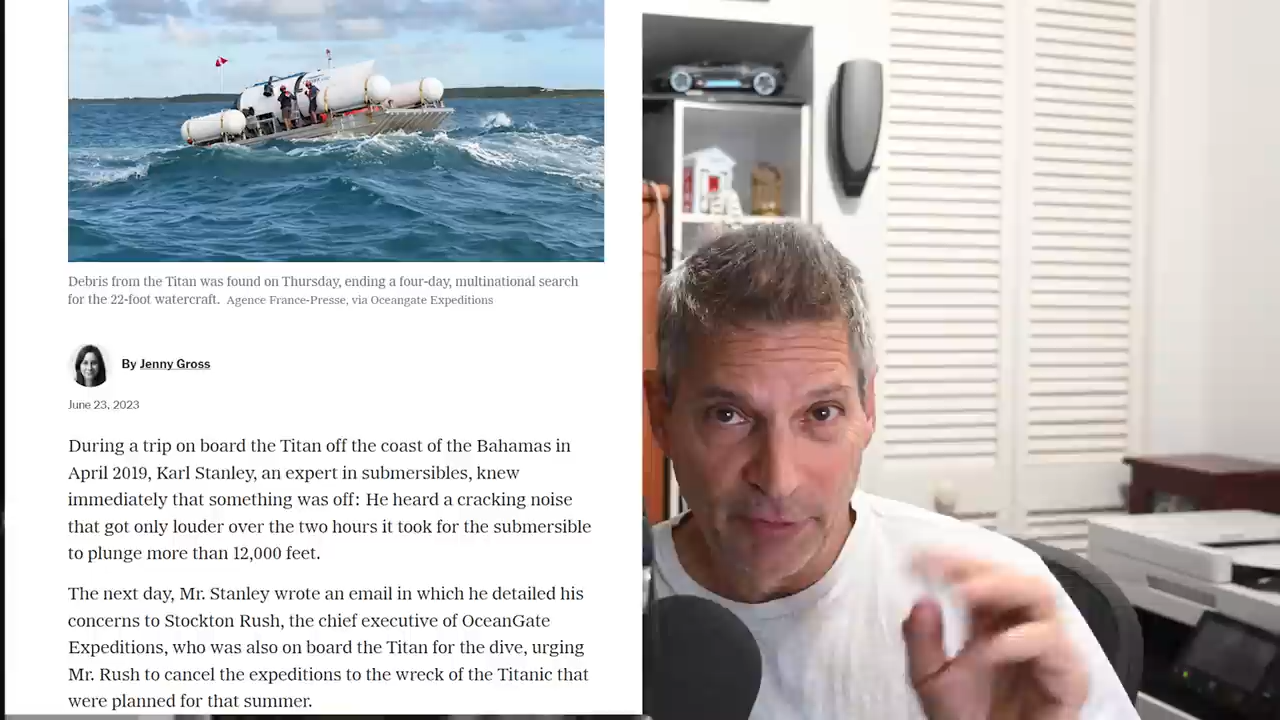 Debris from the Titan was found on Thursday, ending a four-day, multinational search
for the 22-foot watercraft. Agence France-Presse, via Oceangate Expeditions
By Jenny Gross
June 23, 2023
During a trip on board the Titan off the coast of the Bahamas in
April 2019, Karl Stanley, an expert in submersibles, knew
immediately that something was off: He heard a cracking noise
that got only louder over the two hours it took for the submersible
to plunge more than 12,000 feet.
The next day, Mr. Stanley wrote an email in which he detailed his
concerns to Stockton Rush, the chief executive of OceanGate
Expeditions, who was also on board the Titan for the dive, urging
Mr. Rush to cancel the expeditions to the wreck of the Titanic that
were planned for that summer.